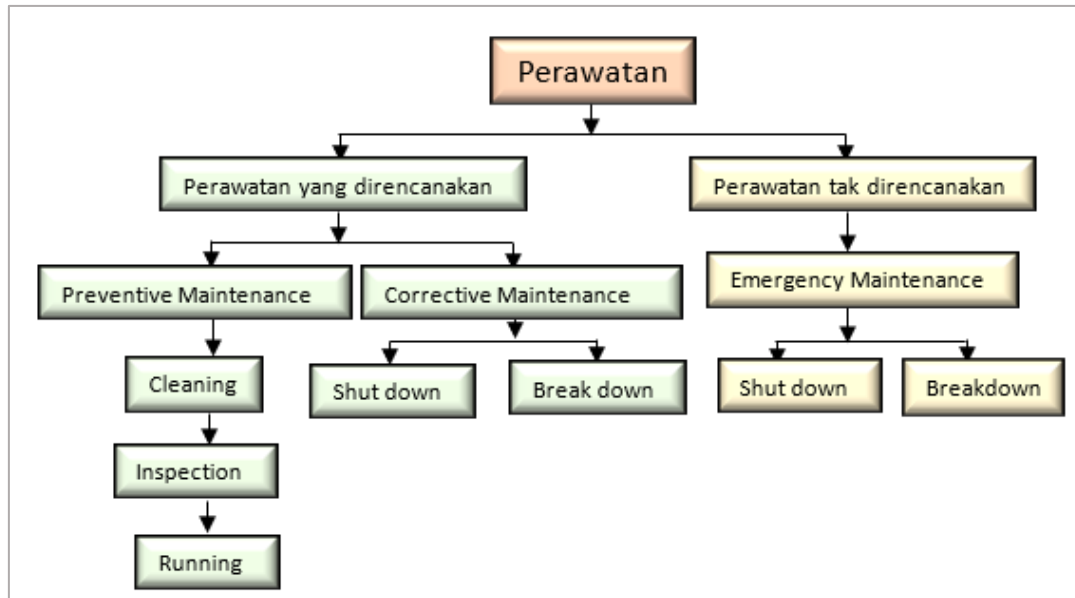 Perawatan
Perawatan yang direncanakan
Perawatan tak direncanakan
Preventive Maintenance
Corrective Maintenance
Emergency Maintenance
Cleaning
Shut down
Break down
Shut down
Breakdown
Inspection
Running